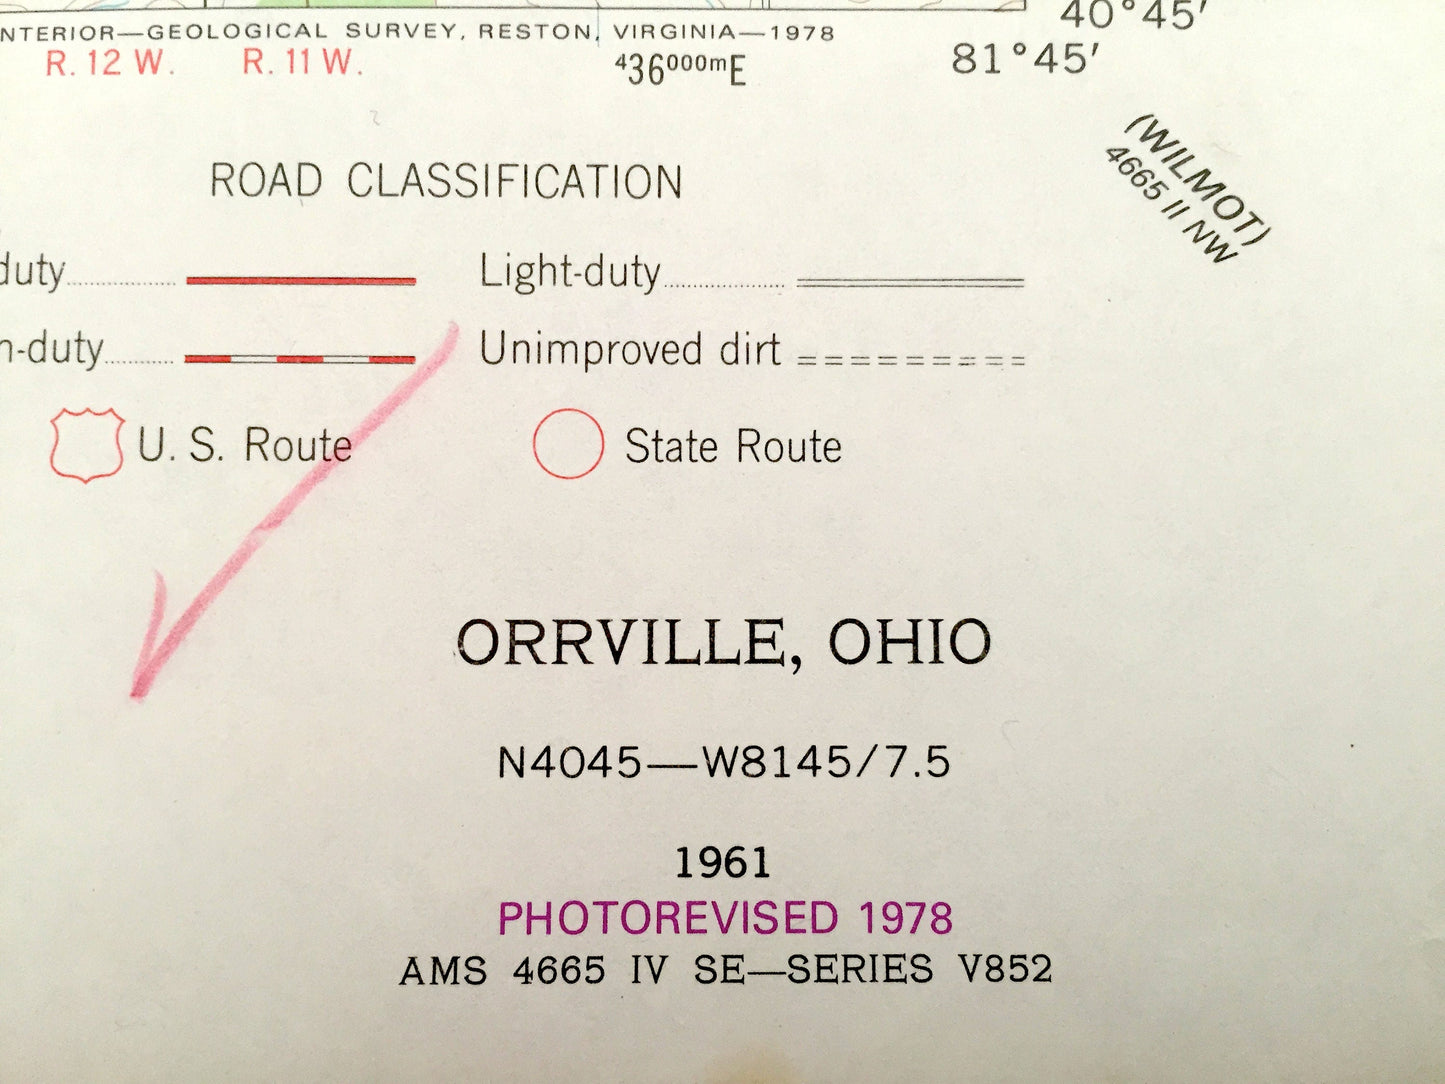 40°45′
NTERIOR—GEOLOGICAL SURVEY, RESTON, VIRGINIA—1978
R. 12 W. R. 11 W. ⁴36⁰⁰⁰ᵐE 81°45′
(WILMOT)
4665 II NW
ROAD CLASSIFICATION
duty Light-duty
-duty Unimproved dirt
U. S. Route State Route
ORRVILLE, OHIO
N4045—W8145/7.5
1961
PHOTOREVISED 1978
AMS 4665 IV SE—SERIES V852